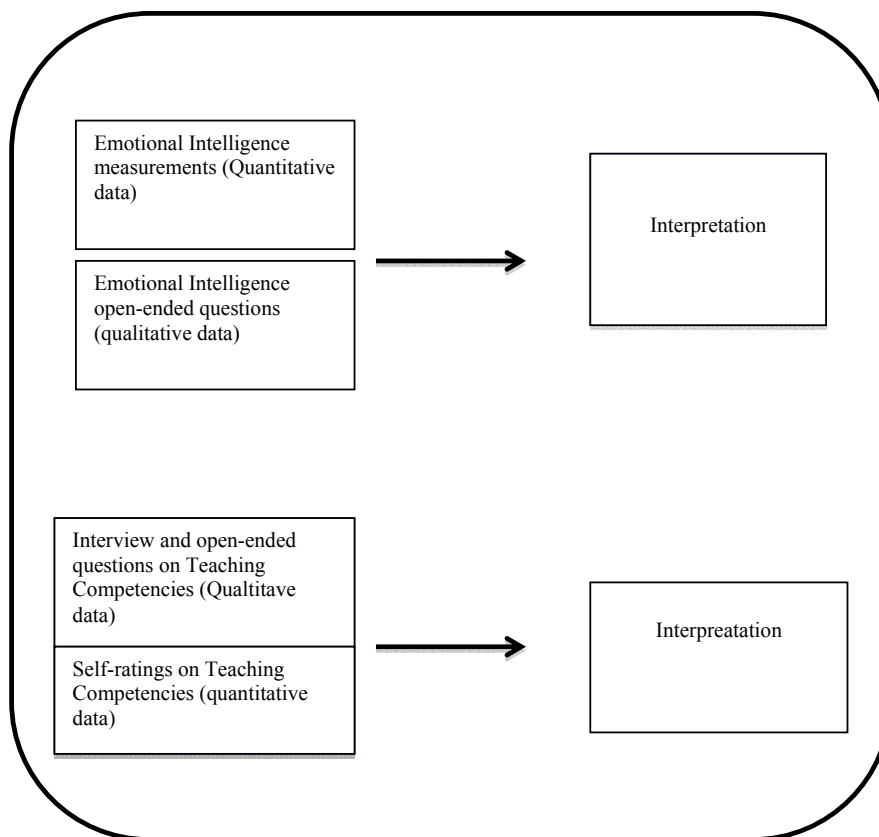 Emotional Intelligence
measurements (Quantitative
data)
Interpretation
Emotional Intelligence
open-ended questions
(qualitative data)
Interview and open-ended
questions on Teaching
Competencies (Qualtitave
data)
Interpreatation
Self-ratings on Teaching
Competencies (quantitative
data)